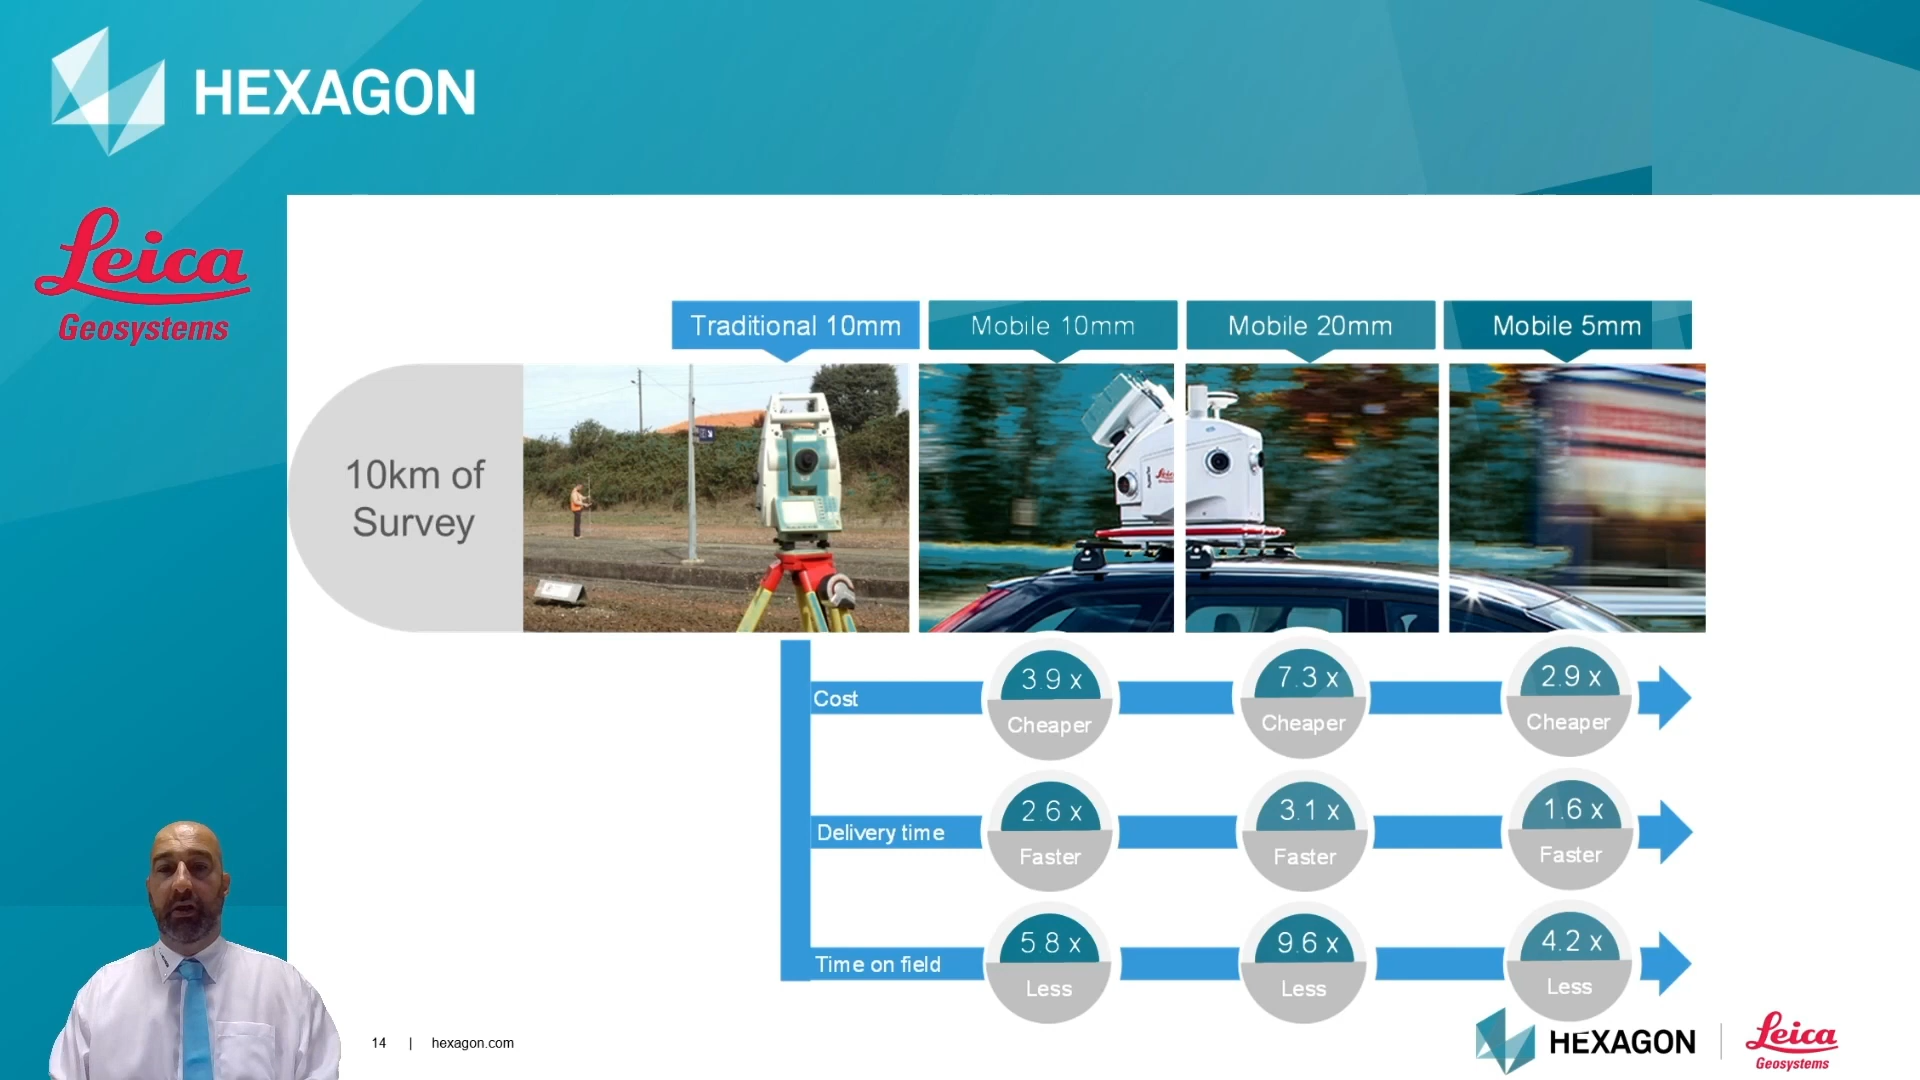 HEXAGON
Leica
Geosystems
Traditional 10mm
Mobile 10mm
Mobile 20mm
Mobile 5mm
10km of
Survey
Leica
Cost
3.9 x
Cheaper
7.3 x
Cheaper
2.9 x
Cheaper
Delivery time
2.6 x
Faster
3.1 x
Faster
1.6 x
Faster
Time on field
5.8 x
Less
9.6 x
Less
4.2 x
Less
14 | hexagon.com
HEXAGON
Leica
Geosystems